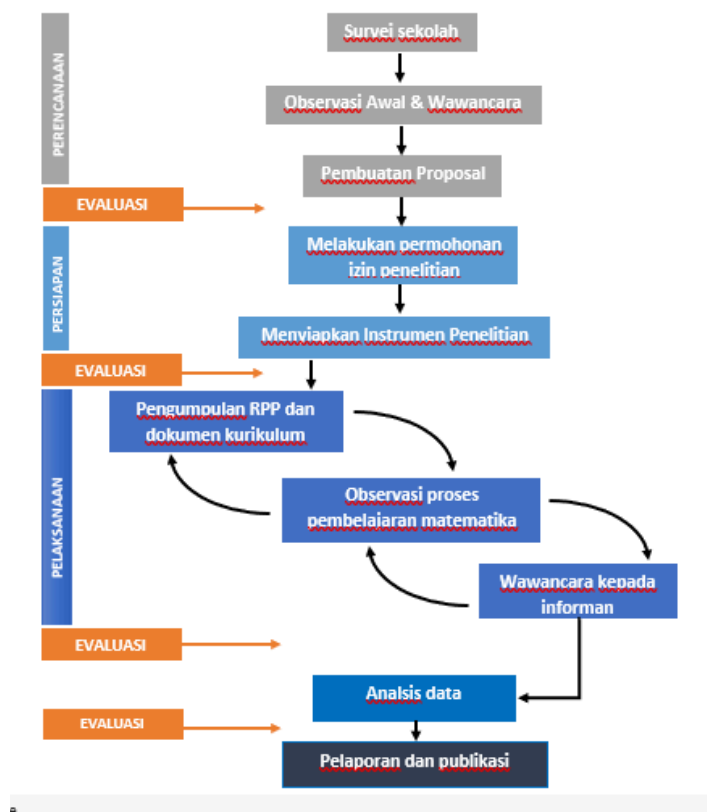 PERENCANAAN
Survei sekolah
Observasi Awal & Wawancara
Pembuatan Proposal
EVALUASI
PERSIAPAN
Melakukan permohonan
izin penelitian
Menyiapkan Instrumen Penelitian
EVALUASI
PELAKSANAAN
Pengumpulan RPP dan
dokumen kurikulum
Observasi proses
pembelajaran matematika
Wawancara kepada
informan
EVALUASI
Analsis data
EVALUASI
Pelaporan dan publikasi